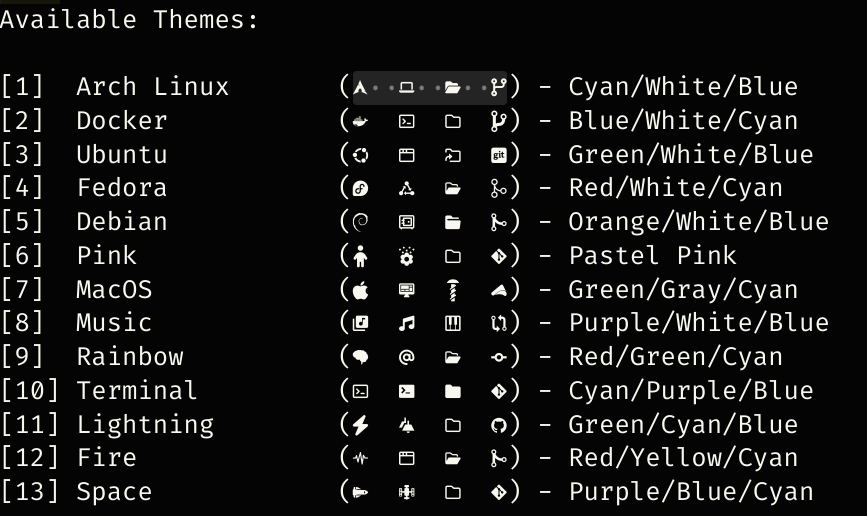 Available Themes:
[1] Arch Linux ( ) - Cyan/White/Blue
[2] Docker ( ) - Blue/White/Cyan
[3] Ubuntu ( git) - Green/White/Blue
[4] Fedora ( ) - Red/White/Cyan
[5] Debian ( ) - Orange/White/Blue
[6] Pink ( ) - Pastel Pink
[7] MacOS ( ) - Green/Gray/Cyan
[8] Music ( ) - Purple/White/Blue
[9] Rainbow ( @ ) - Red/Green/Cyan
[10] Terminal ( ) - Cyan/Purple/Blue
[11] Lightning ( ) - Green/Cyan/Blue
[12] Fire ( ) - Red/Yellow/Cyan
[13] Space ( ) - Purple/Blue/Cyan